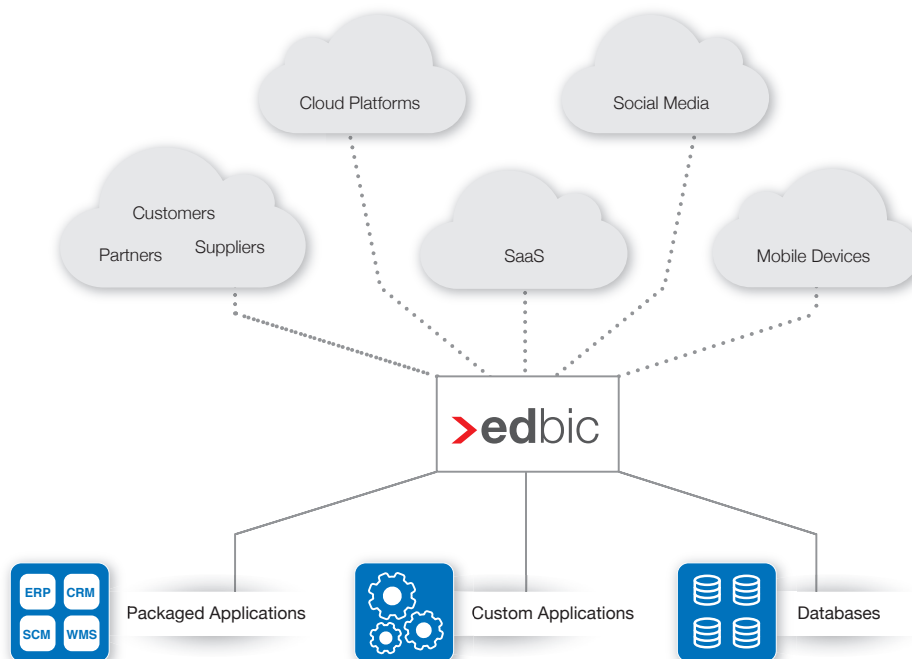 Cloud Platforms
Social Media
Customers
Partners
Suppliers
SaaS
Mobile Devices
edbic
ERP
CRM
SCM
WMS
Packaged Applications
Custom Applications
Databases